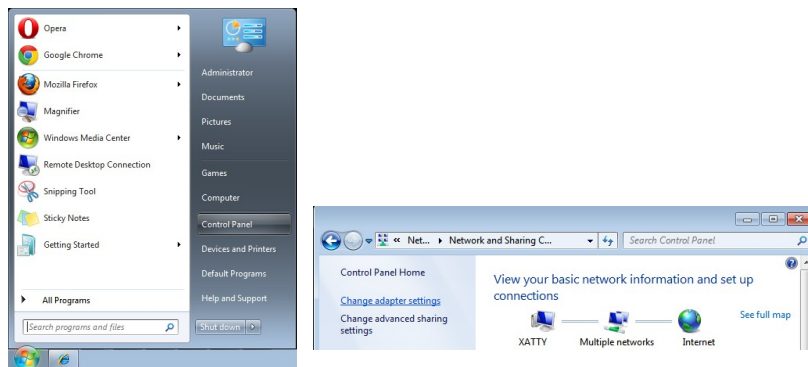 Opera
Google Chrome
Mozilla Firefox
Magnifier
Windows Media Center
Remote Desktop Connection
Snipping Tool
Sticky Notes
Getting Started
All Programs
Search programs and files
Administrator
Documents
Pictures
Music
Games
Computer
Control Panel
Devices and Printers
Default Programs
Help and Support
Shut down
« Net... Network and Sharing C...
Search Control Panel
Control Panel Home
Change adapter settings
Change advanced sharing
settings
View your basic network information and set up
connections
See full map
XATTY Multiple networks Internet